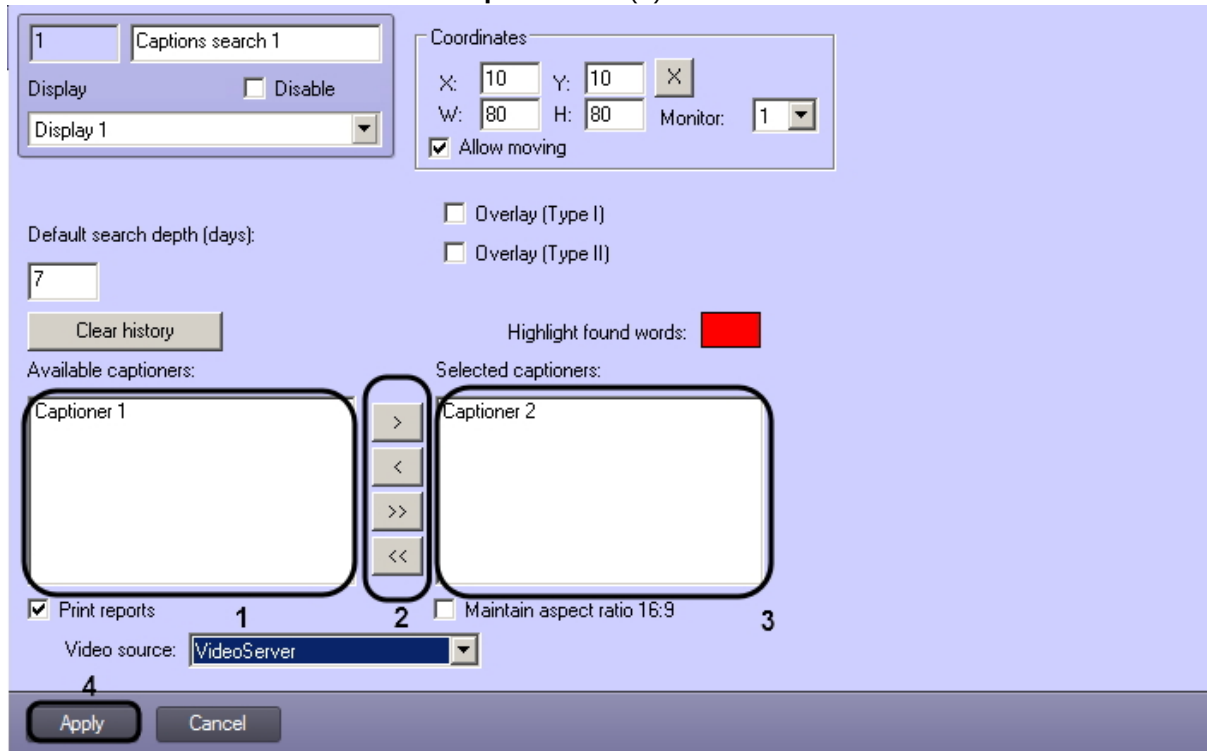 1 Captions search 1
Display Disable
Display 1
Coordinates
X: 10 Y: 10 X
W: 80 H: 80 Monitor: 1
Allow moving
Overlay (Type I)
Overlay (Type II)
Default search depth (days):
7
Clear history
Highlight found words:
Available captioners: Selected captioners:
Captioner 1
>
<
>>
<<
Captioner 2
Print reports
1
2
Maintain aspect ratio 16:9
3
Video source: VideoServer
4
Apply Cancel